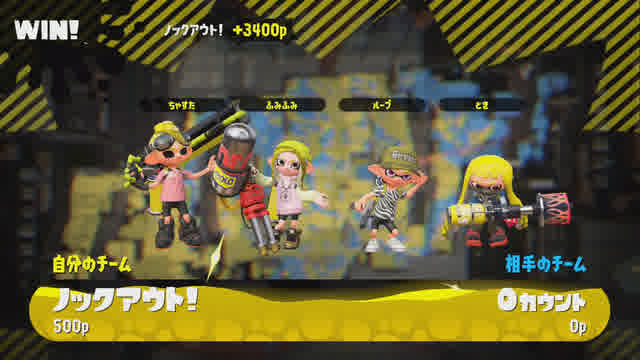 WIN!
ノックアウト! +3400p
ちゃすた
ふみふみ
ループ
とき
自分のチーム
相手のチーム
ノックアウト!
0カウント
500p
0p